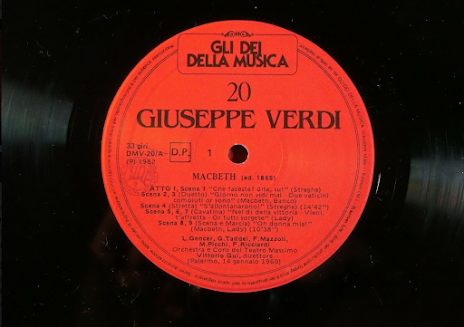 GLI DEI
DELLA MUSICA
20
GIUSEPPE VERDI
33 giri
DMV-20/A
(P) 1982
D.P.
1
MACBETH (ed. 1865)
ATTO I, Scena 1 "Che faceste? dite, su!" (Streghe)
Scena 2, 3 (Duetto) "Giorno non vidi mai - Due vaticini
compiuti or sono" (Macbeth, Banco)
Scena 4 (Stretta) "S'allontanarono!" (Streghe) (14'42")
Scena 5, 6, 7 (Cavatina) "Nel dì della vittoria - Vieni,
t'affretta - Or tutti sorgete" (Lady)
Scena 8, 9 (Scena e Marcia) "Oh donna mia!"
(Macbeth, Lady) (10'38")
L. Gencer, G. Taddei, F. Mazzoli,
M. Picchi, F. Ricciardi
Orchestra e Coro del Teatro Massimo
Vittorio Gui, direttore
(Palermo, 14 gennaio 1960)